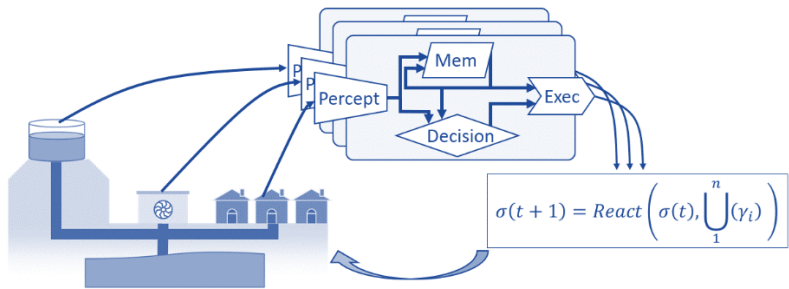 P
P
Percept
Mem
Decision
Exec
σ(t + 1) = React(σ(t), ⋃₁ⁿ(γᵢ))